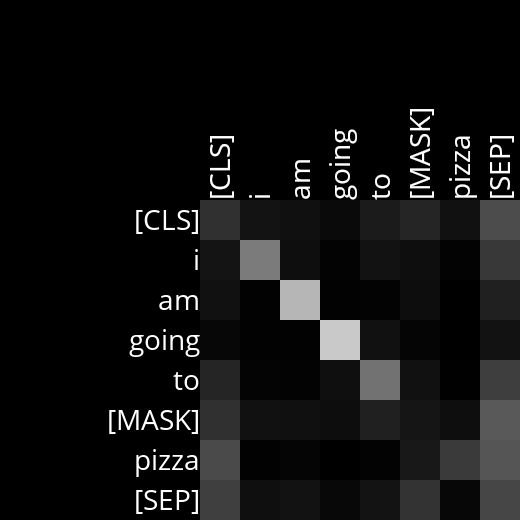 [CLS]
i
am
going
to
[MASK]
pizza
[SEP]
[CLS]
i
am
going
to
[MASK]
pizza
[SEP]